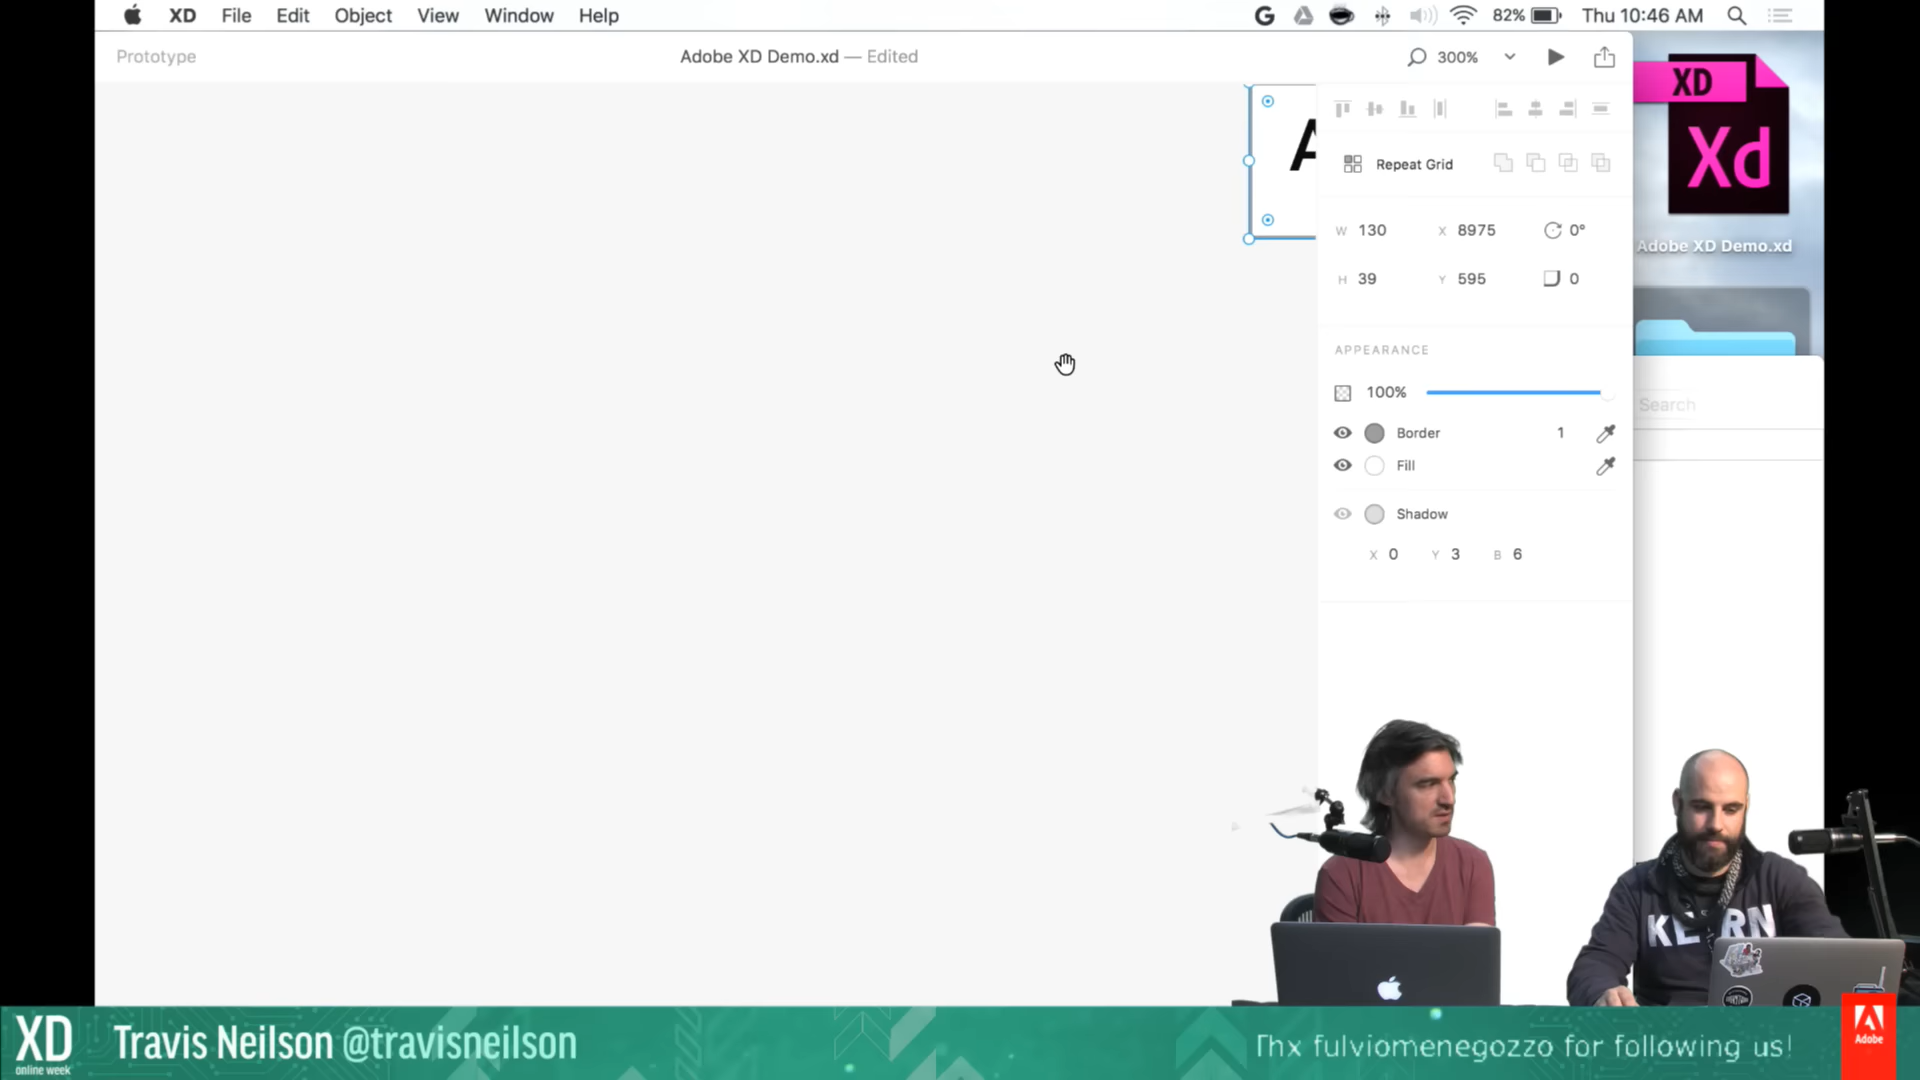 XD File Edit Object View Window Help
G 82% Thu 10:46 AM
Prototype
Adobe XD Demo.xd — Edited
300%
A
Repeat Grid
W 130 X 8975 0°
H 39 Y 595 0
APPEARANCE
100%
Border 1
Fill
Shadow
X 0 Y 3 B 6
XD
Xd
Adobe XD Demo.xd
Search
KERN
XD
online week
Travis Neilson @travisneilson
Thx fulviomenegozzo for following us!
Adobe